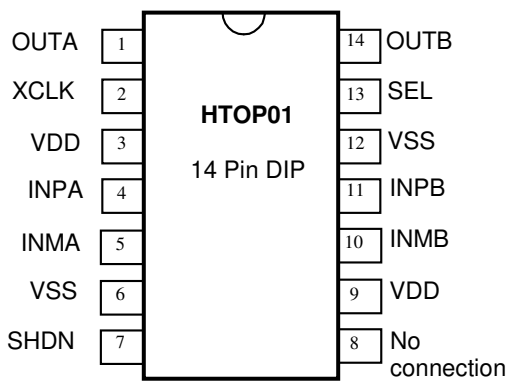 OUTA 1 14 OUTB
XCLK 2 13 SEL
HTOP01
VDD 3 12 VSS
14 Pin DIP
INPA 4 11 INPB
INMA 5 10 INMB
VSS 6 9 VDD
SHDN 7 8 No
connection